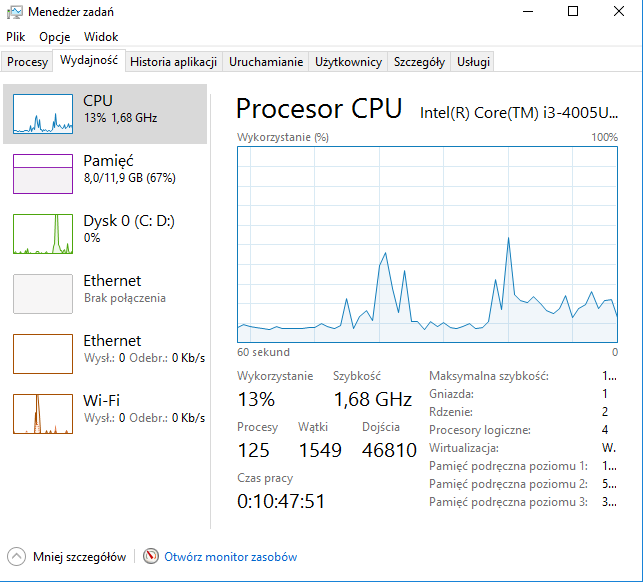 Menedżer zadań
Plik Opcje Widok
Procesy Wydajność Historia aplikacji Uruchamianie Użytkownicy Szczegóły Usługi
CPU
13% 1,68 GHz
Pamięć
8,0/11,9 GB (67%)
Dysk 0 (C: D:)
0%
Ethernet
Brak połączenia
Ethernet
Wysł.: 0 Odebr.: 0 Kb/s
Wi-Fi
Wysł.: 0 Odebr.: 0 Kb/s
Procesor CPU Intel(R) Core(TM) i3-4005U...
Wykorzystanie (%) 100%
60 sekund 0
Wykorzystanie Szybkość
13% 1,68 GHz
Procesy Wątki Dojścia
125 1549 46810
Czas pracy
0:10:47:51
Maksymalna szybkość: 1...
Gniazda: 1
Rdzenie: 2
Procesory logiczne: 4
Wirtualizacja: W.
Pamięć podręczna poziomu 1: 1...
Pamięć podręczna poziomu 2: 5...
Pamięć podręczna poziomu 3: 3...
Mniej szczegółów Otwórz monitor zasobów